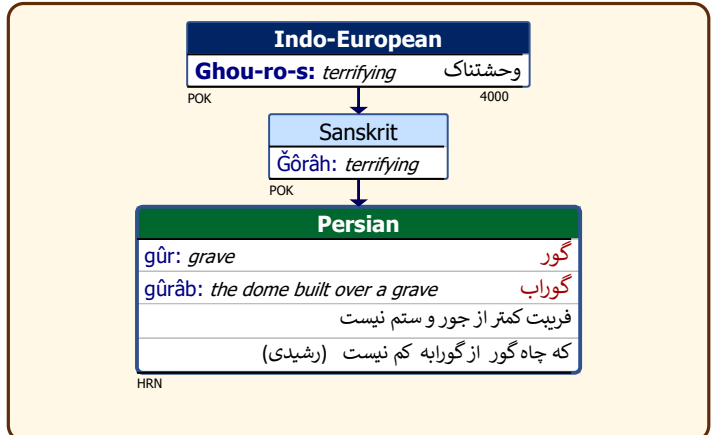 Indo-European
Ghou-ro-s: terrifying وحشتناک
POK 4000
Sanskrit
Ǧôrâh: terrifying
POK
Persian
gûr: grave گور
gûrâb: the dome built over a grave گوراب
فریبت کمتر از جور و ستم نیست
که چاه گور از گورابه کم نیست (رشیدی)
HRN